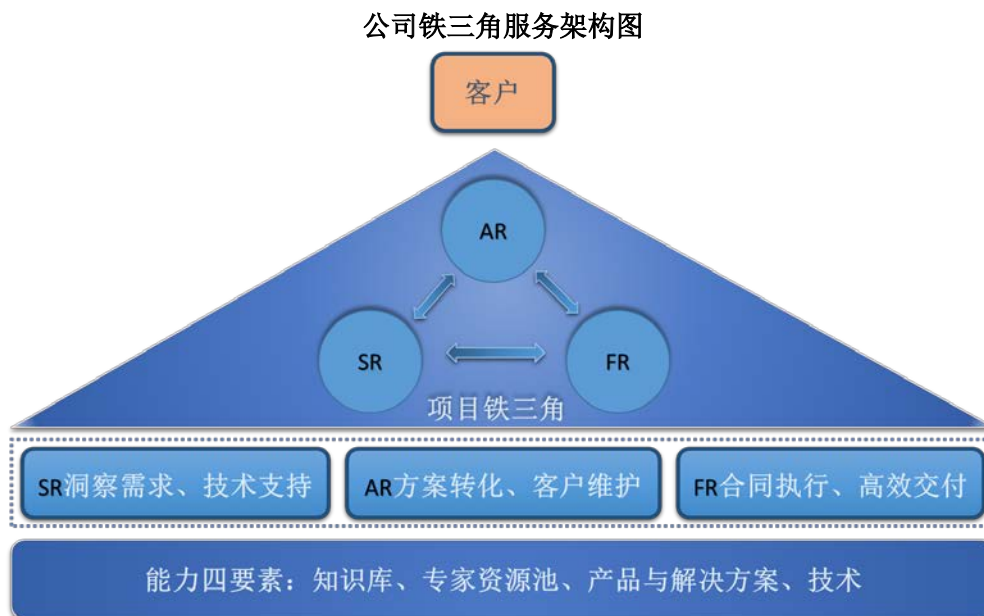 公司铁三角服务架构图
客户
AR
SR
FR
项目铁三角
SR洞察需求、技术支持
AR方案转化、客户维护
FR合同执行、高效交付
能力四要素：知识库、专家资源池、产品与解决方案、技术